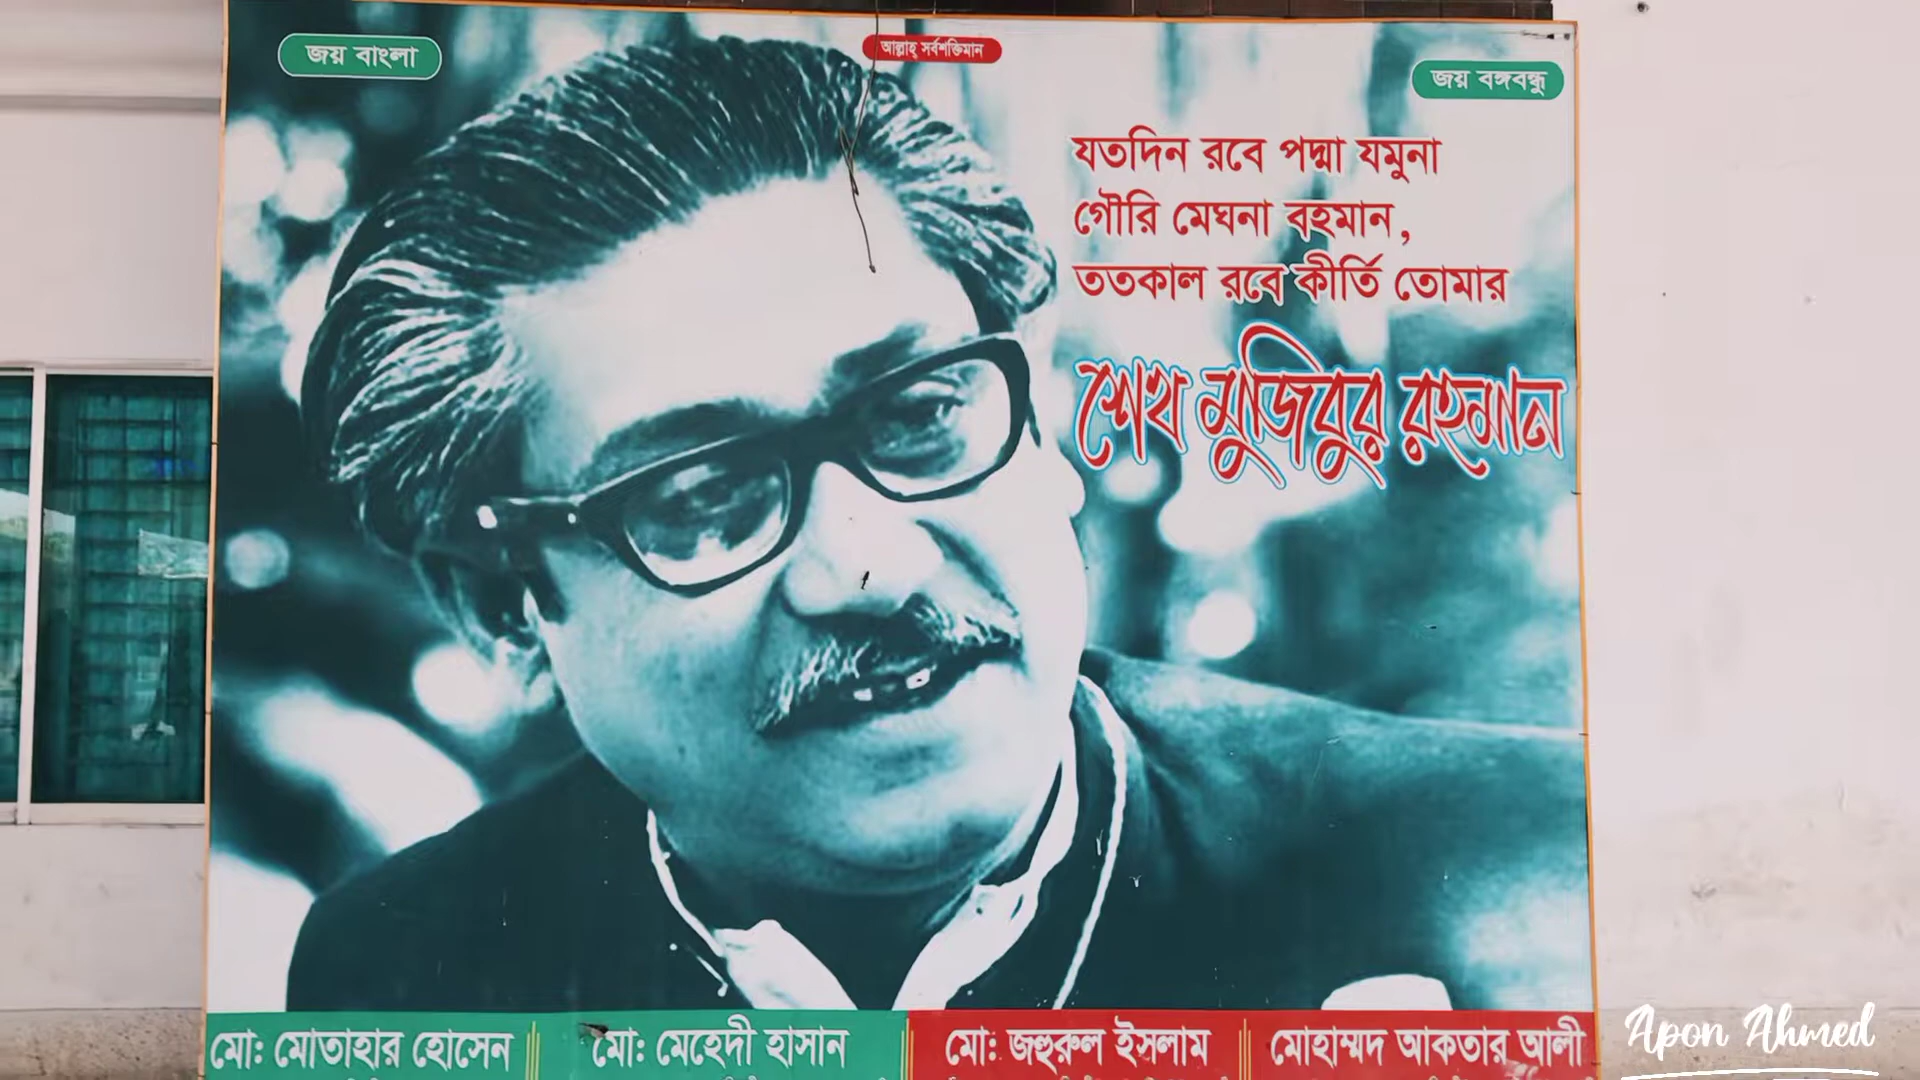 জয় বাংলা
আল্লাহ্ সর্বশক্তিমান
জয় বঙ্গবন্ধু
যতদিন রবে পদ্মা যমুনা
গৌরি মেঘনা বহমান,
ততকাল রবে কীর্তি তোমার
শেখ মুজিবুর রহমান
মো: মোতাহার হোসেন
মো: মেহেদী হাসান
মো: জহুরুল ইসলাম
মোহাম্মদ আকতার আলী
Apon Ahmed